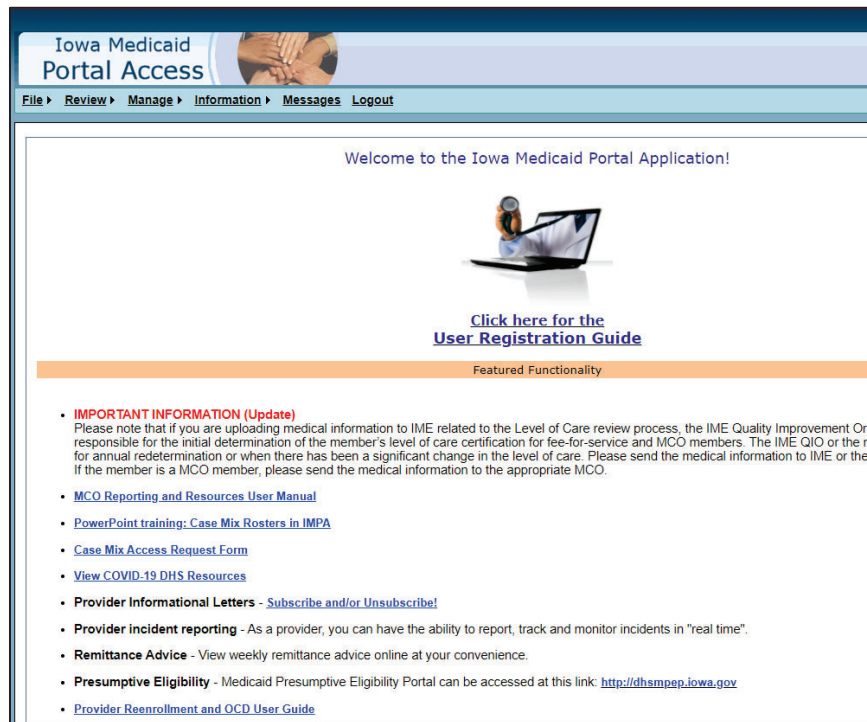 Iowa Medicaid
Portal Access
File Review Manage Information Messages Logout
Welcome to the Iowa Medicaid Portal Application!
Click here for the
User Registration Guide
Featured Functionality
IMPORTANT INFORMATION (Update)
Please note that if you are uploading medical information to IME related to the Level of Care review process, the IME Quality Improvement Or
responsible for the initial determination of the member's level of care certification for fee-for-service and MCO members. The IME QIO or the
for annual redetermination or when there has been a significant change in the level of care. Please send the medical information to IME or the
If the member is a MCO member, please send the medical information to the appropriate MCO.
MCO Reporting and Resources User Manual
PowerPoint training: Case Mix Rosters in IMPA
Case Mix Access Request Form
View COVID-19 DHS Resources
Provider Informational Letters - Subscribe and/or Unsubscribe!
Provider incident reporting - As a provider, you can have the ability to report, track and monitor incidents in "real time".
Remittance Advice - View weekly remittance advice online at your convenience.
Presumptive Eligibility - Medicaid Presumptive Eligibility Portal can be accessed at this link: http://dhsmpep.iowa.gov
Provider Reenrollment and OCD User Guide